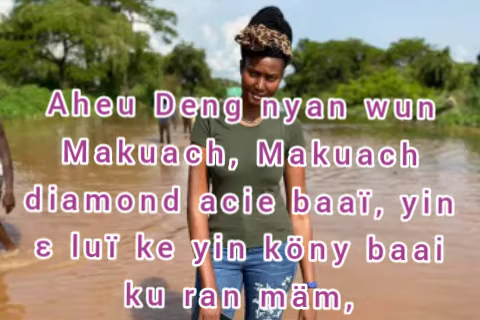 Aheu Deng nyan wun
Makuach, Makuach
diamond acie baaï, yin
ɛ luï ke yin köny baai
ku ran mäm,